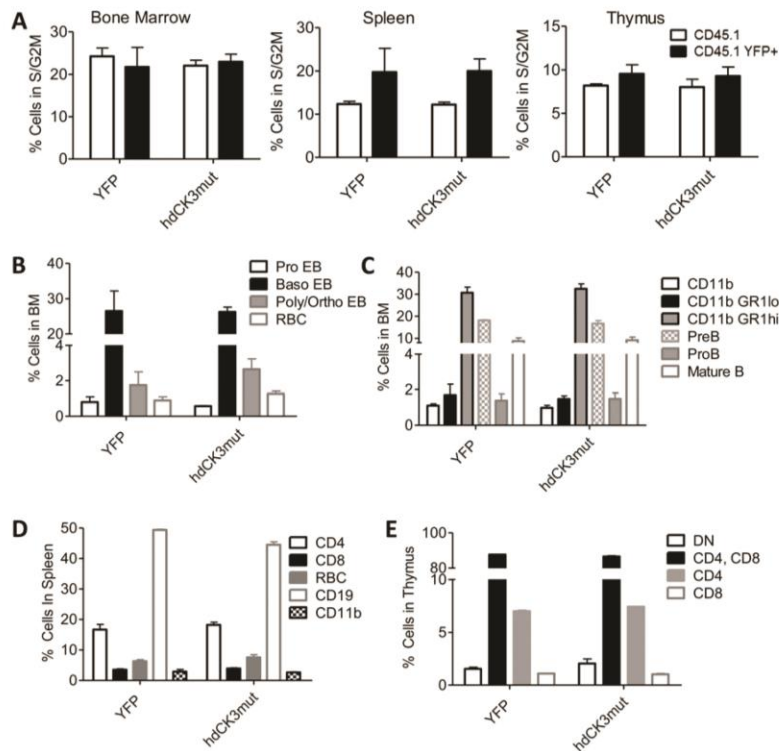 A
Bone Marrow
Spleen
Thymus
% Cells in S/G2M
30
20
10
0
YFP
hdCK3mut
% Cells in S/G2M
30
20
10
0
YFP
hdCK3mut
% Cells in S/G2M
15
10
5
0
YFP
hdCK3mut
CD45.1
CD45.1 YFP+
B
% Cells in BM
40
30
20
10
4
2
0
YFP
hdCK3mut
Pro EB
Baso EB
Poly/Ortho EB
RBC
C
% Cells in BM
40
30
20
10
4
2
0
YFP
hdCK3mut
CD11b
CD11b GR1lo
CD11b GR1hi
PreB
ProB
Mature B
D
% Cells In Spleen
50
40
30
20
10
0
YFP
hdCK3mut
CD4
CD8
RBC
CD19
CD11b
E
% Cells in Thymus
100
80
10
5
0
YFP
hdCK3mut
DN
CD4, CD8
CD4
CD8